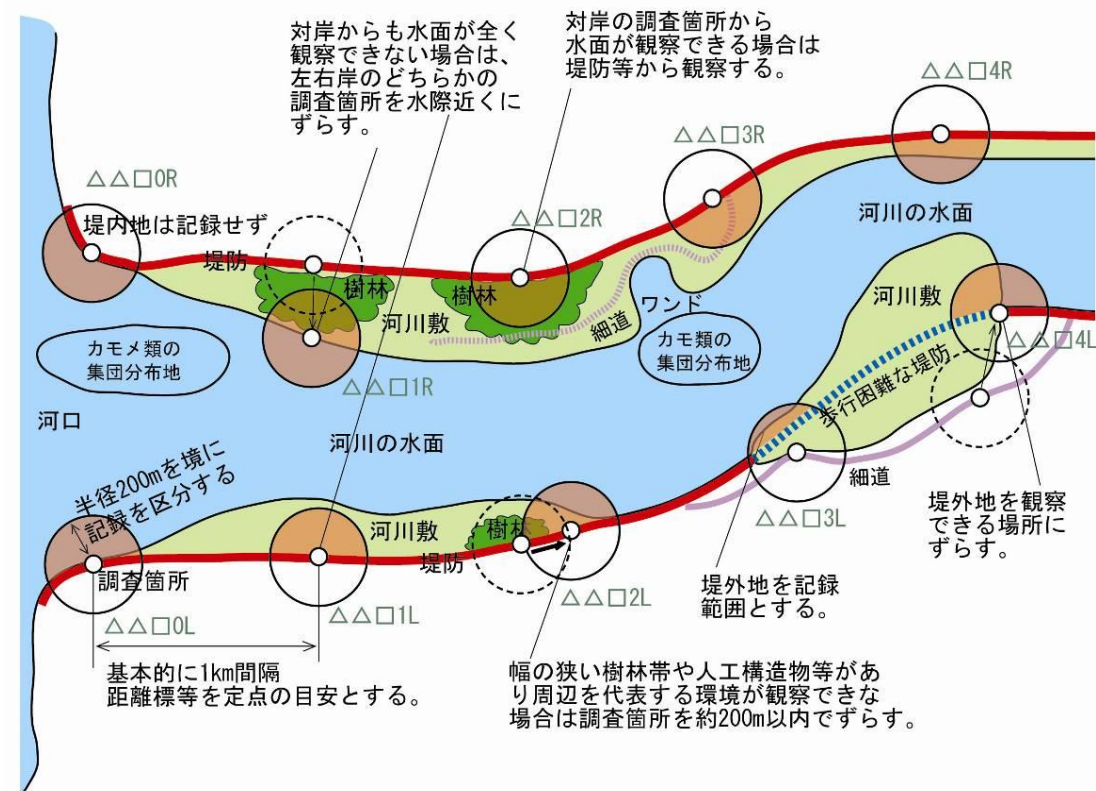 対岸からも水面が全く
観察できない場合は、
左右岸のどちらかの
調査箇所を水際近くに
ずらす。
対岸の調査箇所から
水面が観察できる場合は
堤防等から観察する。
△△□4R
△△□3R
△△□0R
堤内地は記録せず
△△□2R
河川の水面
堤防
樹林
樹林
河川敷
細道
ワンド
河川敷
カモメ類の
集団分布地
カモメ類の
集団分布地
△△□1R
△△□4L
歩行困難な堤防
河口
河川の水面
半径200mを境に
記録を区分する
細道
河川敷
樹林
堤防
調査箇所
△△□0L
△△□1L
△△□2L
△△□3L
堤外地を観察
できる場所に
ずらす。
堤外地を記録
範囲とする。
基本的に1km間隔
距離標等を定点の目安とする。
幅の狭い樹林帯や人工構造物等があ
り周辺を代表する環境が観察できな
場合は調査箇所を約200m以内でずらす。